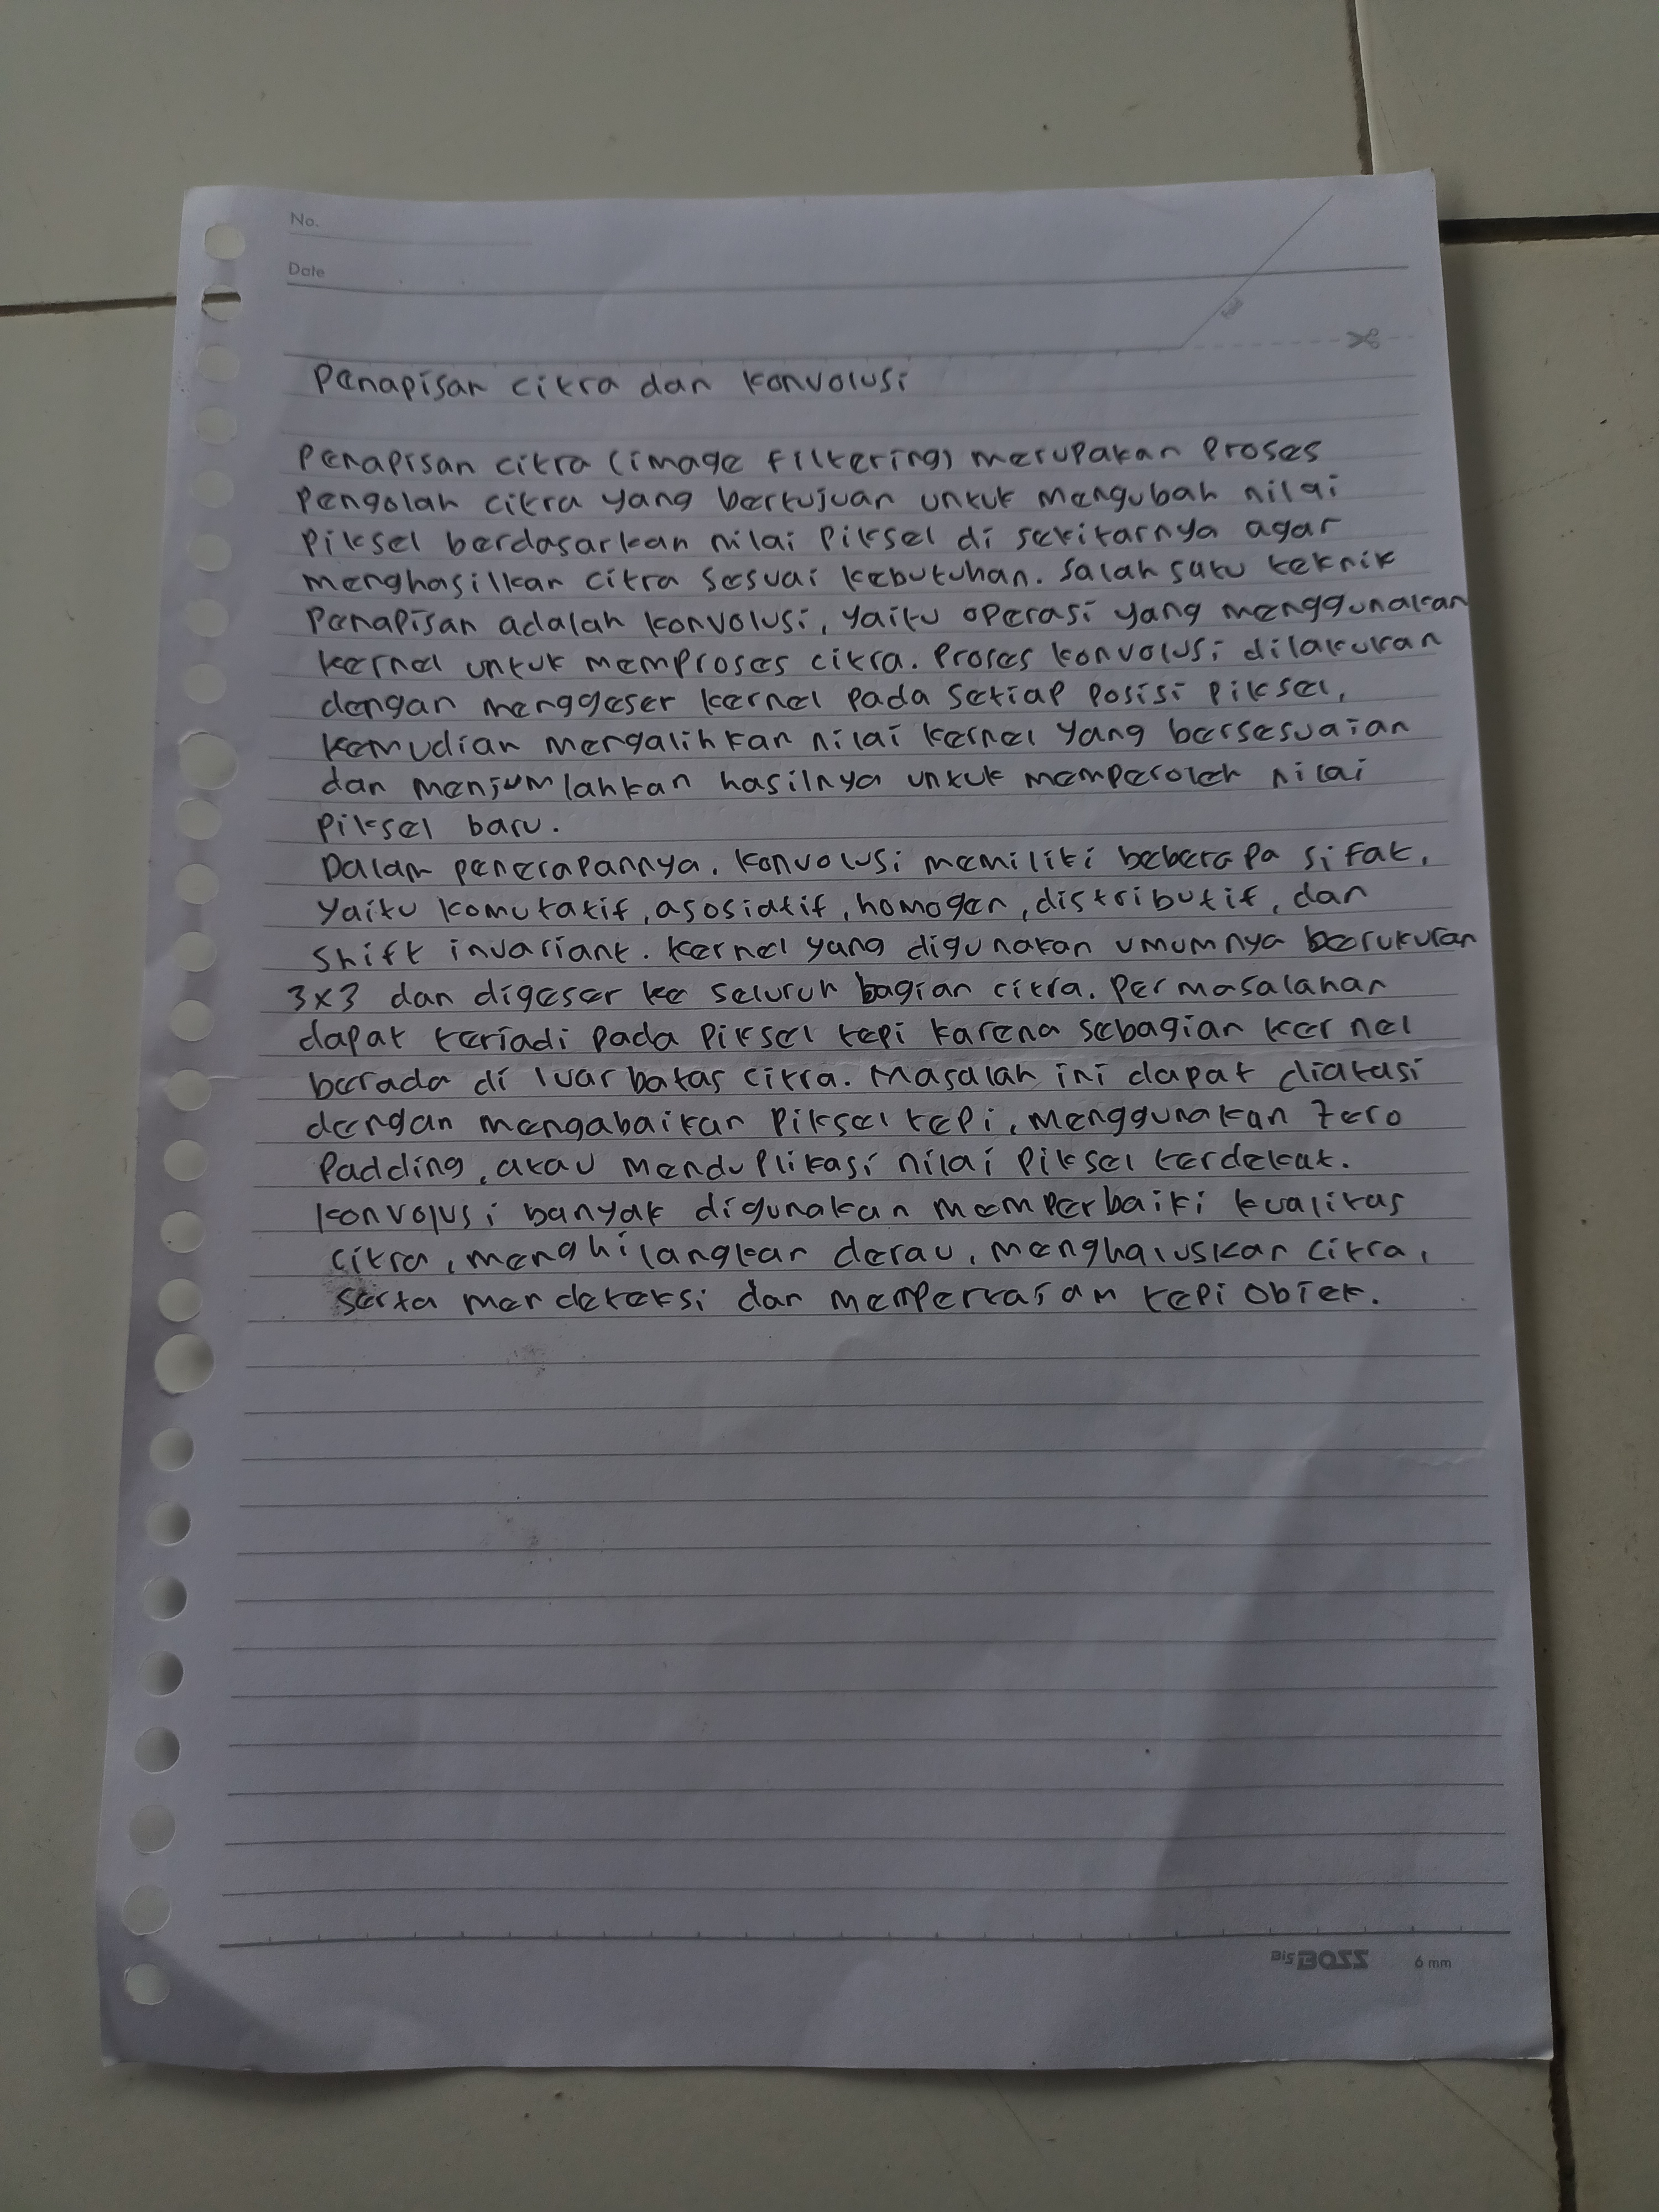 No.
Date
Fold
Penapisan citra dan konvolusi
Penapisan citra (image filtering) merupakan proses
Pengolah citra yang bertujuan untuk mengubah nilai
Piksel berdasarkan nilai Piksel di sekitarnya agar
menghasilkan citra sesuai kebutuhan. Salah satu teknik
Penapisan adalah konvolusi, yaitu operasi yang menggunakan
kernel untuk memproses citra. Proses konvolusi dilakukan
dengan menggeser kernel pada setiap posisi piksel,
kemudian mengalihkan nilai kernel yang bersesuaian
dan menjumlahkan hasilnya untuk memperoleh nilai
Piksel baru.
Dalam penerapannya. konvolusi memiliki beberapa sifat,
yaitu komutatif, asosiatif, homogen, distributif, dan
shift invariant. Kernel yang digunakan umumnya berukuran
3x3 dan digeser ke seluruh bagian citra. Permasalahan
dapat terjadi pada Piksel tepi karena sebagian kernel
berada di luar batas citra. Masalah ini dapat diatasi
dengan mengabaikan Piksel tepi, menggunakan zero
Padding, atau menduplikasi nilai piksel terdekat.
Konvolusi banyak digunakan memperbaiki kualitas
citra, menghilangkan derau, menghaluskan citra,
serta mendeteksi dan mempertajam tepi objek.
Big BOSS 6 mm